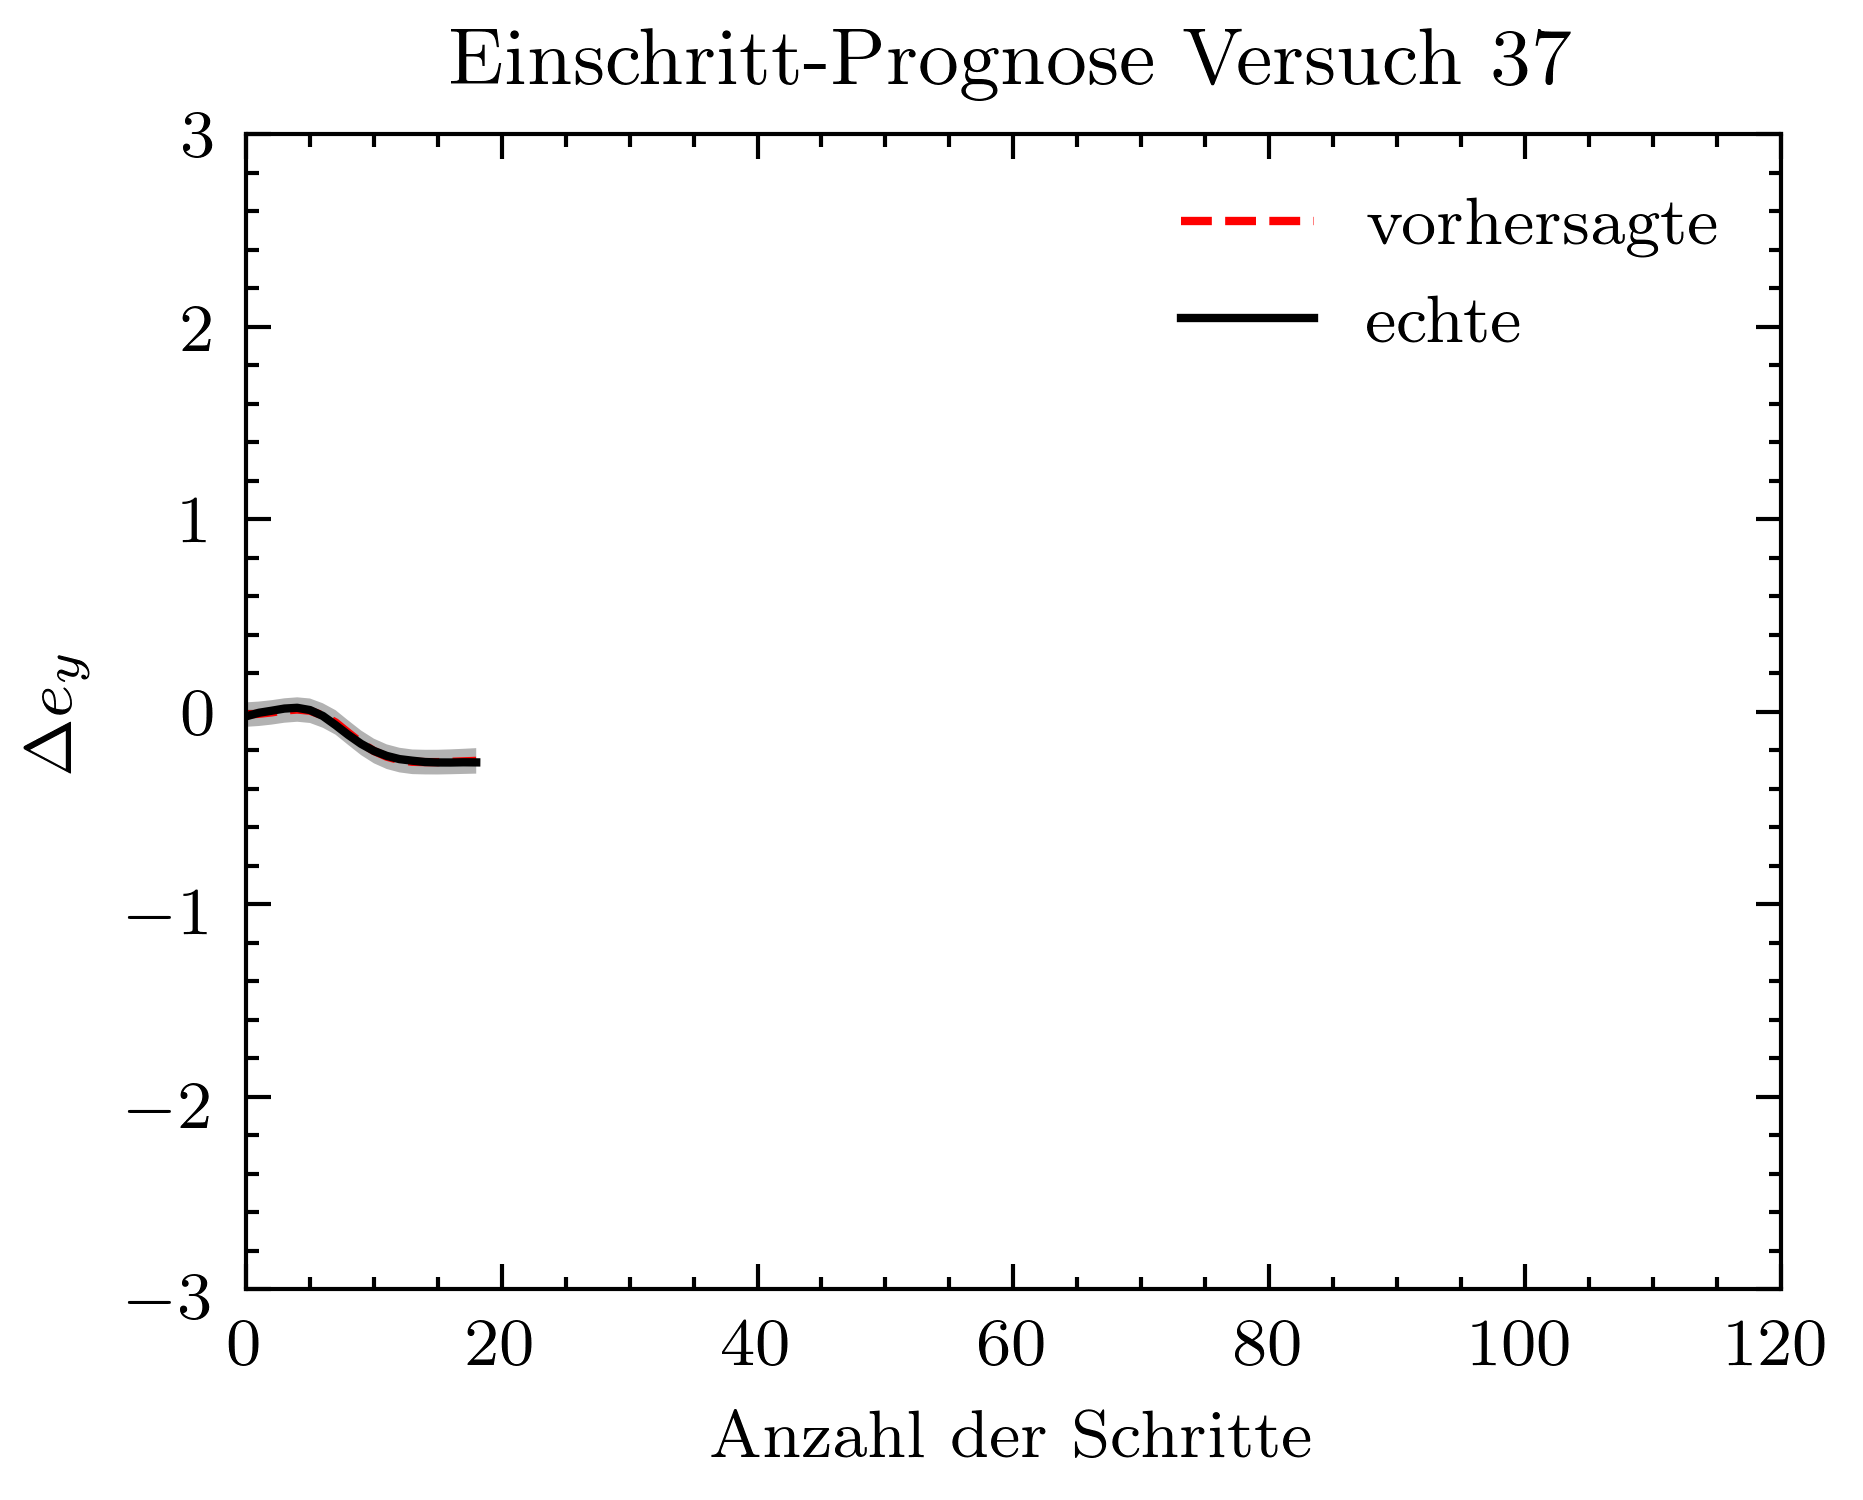 Einschritt-Prognose Versuch 37
3
2
1
0
−1
−2
−3
Δe_y
vorhersagte
echte
0 20 40 60 80 100 120
Anzahl der Schritte